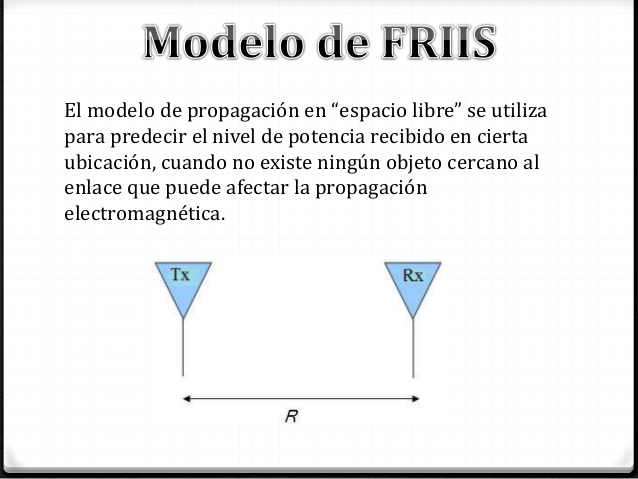 Modelo de FRIIS
El modelo de propagación en “espacio libre” se utiliza
para predecir el nivel de potencia recibido en cierta
ubicación, cuando no existe ningún objeto cercano al
enlace que puede afectar la propagación
electromagnética.
Tx Rx
R